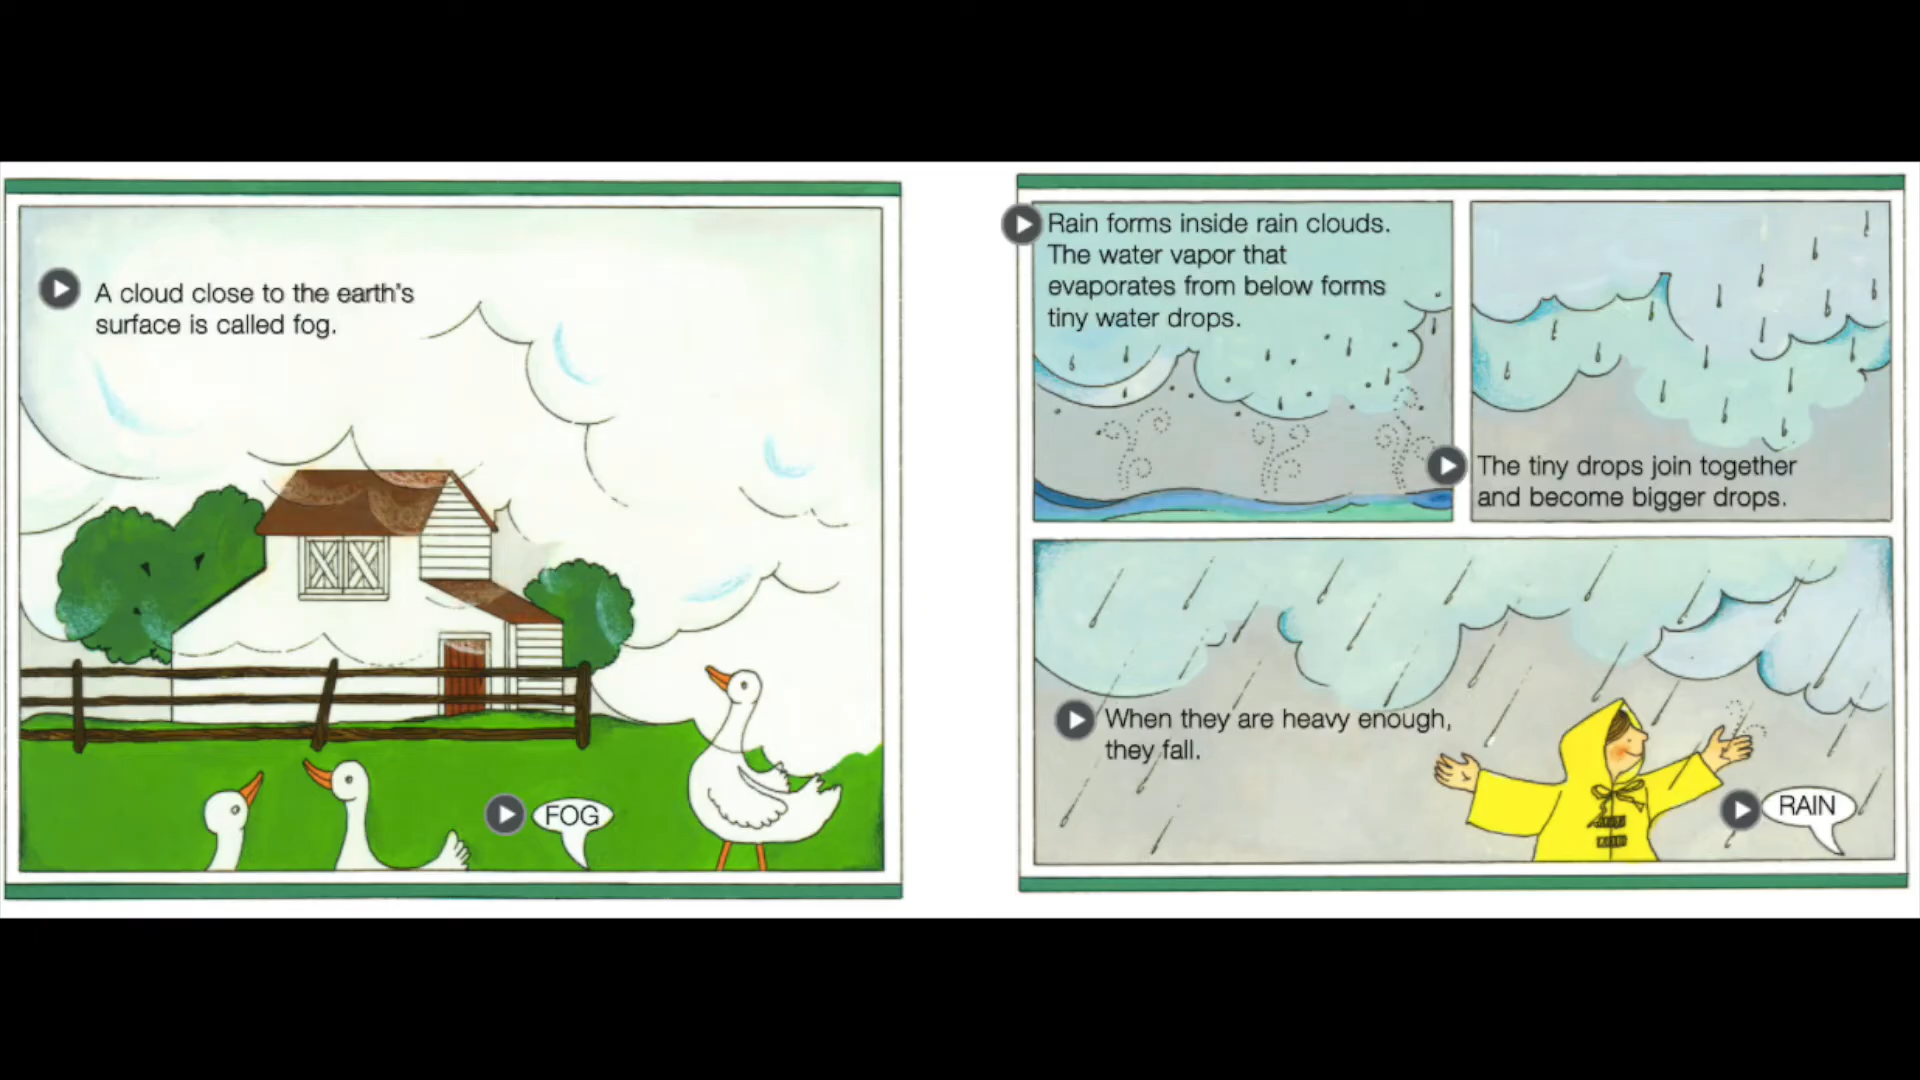 A cloud close to the earth's
surface is called fog.
FOG
Rain forms inside rain clouds.
The water vapor that
evaporates from below forms
tiny water drops.
The tiny drops join together
and become bigger drops.
When they are heavy enough,
they fall.
RAIN